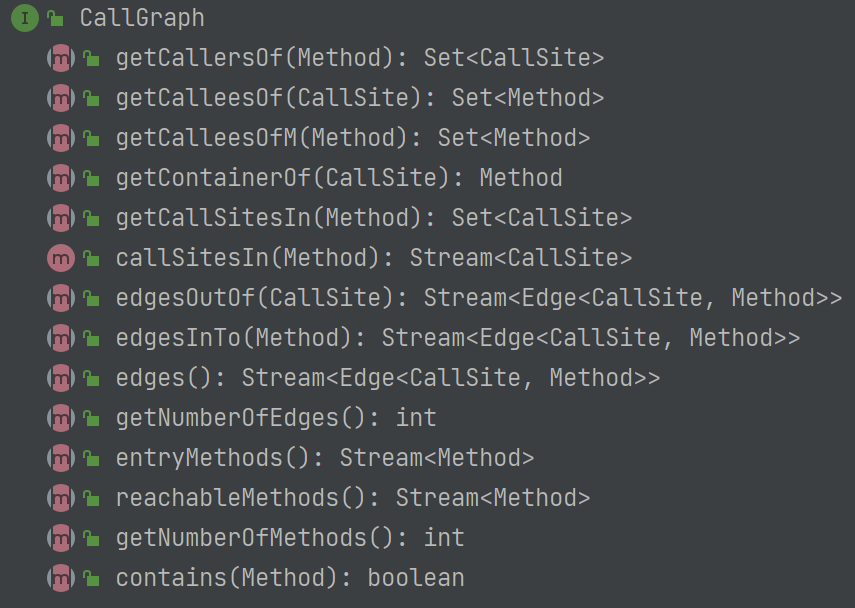 I CallGraph
m getCallersOf(Method): Set<CallSite>
m getCalleesOf(CallSite): Set<Method>
m getCalleesOfM(Method): Set<Method>
m getContainerOf(CallSite): Method
m getCallSitesIn(Method): Set<CallSite>
m callSitesIn(Method): Stream<CallSite>
m edgesOutOf(CallSite): Stream<Edge<CallSite, Method>>
m edgesInTo(Method): Stream<Edge<CallSite, Method>>
m edges(): Stream<Edge<CallSite, Method>>
m getNumberOfEdges(): int
m entryMethods(): Stream<Method>
m reachableMethods(): Stream<Method>
m getNumberOfMethods(): int
m contains(Method): boolean